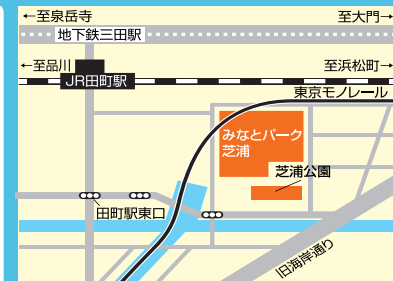 ←至泉岳寺
至大門→
地下鉄三田駅
←至品川
至浜松町→
JR田町駅
東京モノレール
みなとパーク
芝浦
芝浦公園
田町駅東口
旧海岸通り